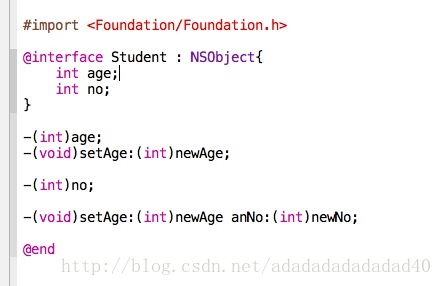 #import <Foundation/Foundation.h>
@interface Student : NSObject{
    int age;
    int no;
}
-(int)age;
-(void)setAge:(int)newAge;
-(int)no;
-(void)setAge:(int)newAge anNo:(int)newNo;
@end
http://blog.csdn.net/adadadadadadad40